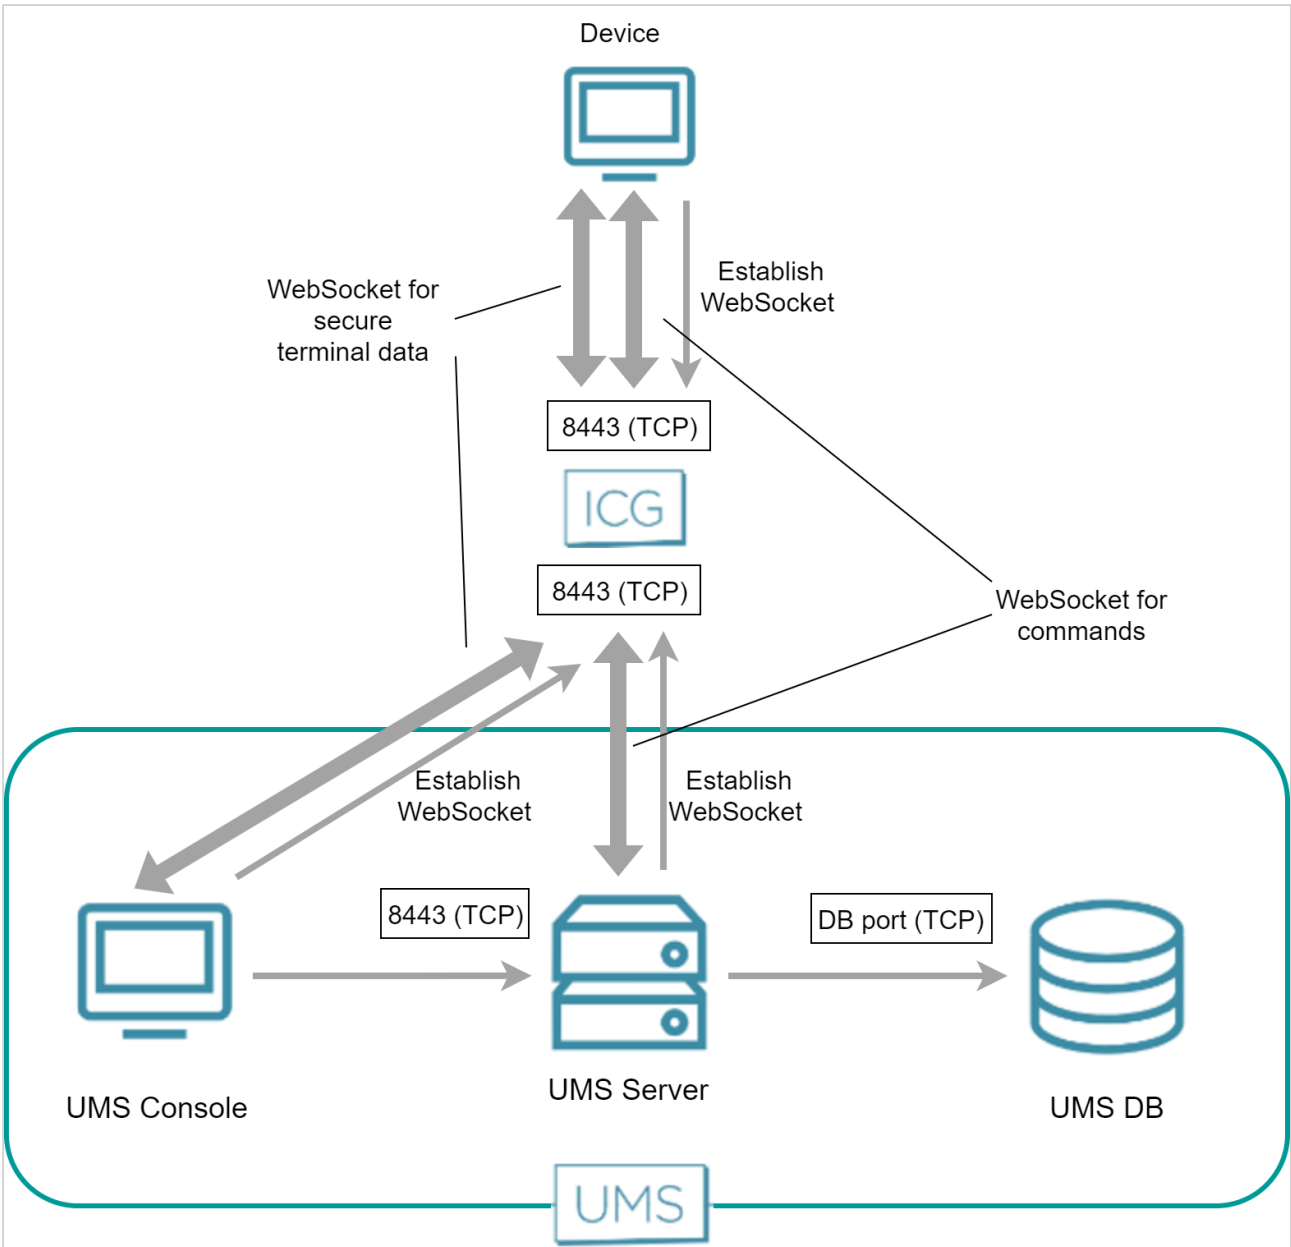 Device
Establish
WebSocket
WebSocket for
secure
terminal data
8443 (TCP)
ICG
8443 (TCP)
WebSocket for
commands
Establish
WebSocket
Establish
WebSocket
8443 (TCP)
DB port (TCP)
UMS Console
UMS Server
UMS DB
UMS